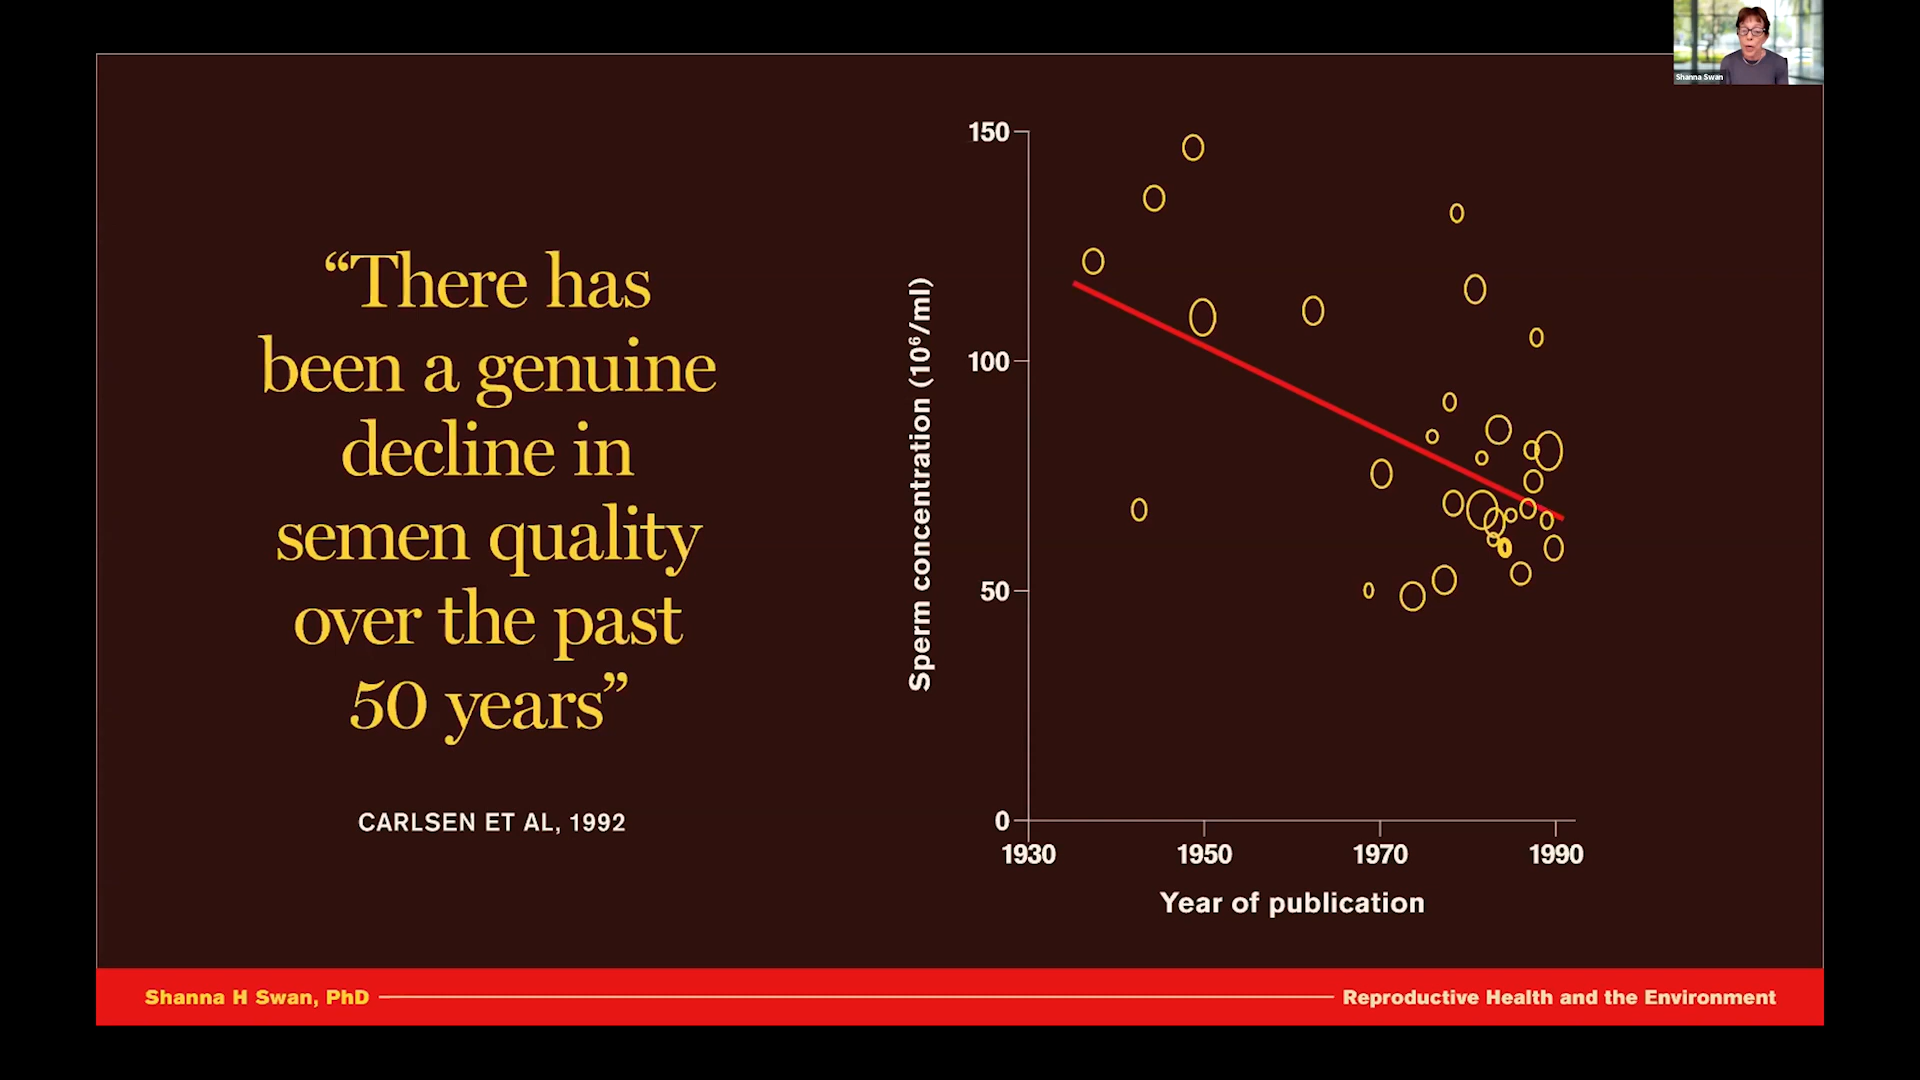 Shanna Swan
“There has
been a genuine
decline in
semen quality
over the past
50 years”
CARLSEN ET AL, 1992
Sperm concentration (10⁶/ml)
150
100
50
0
1930 1950 1970 1990
Year of publication
Shanna H Swan, PhD
Reproductive Health and the Environment